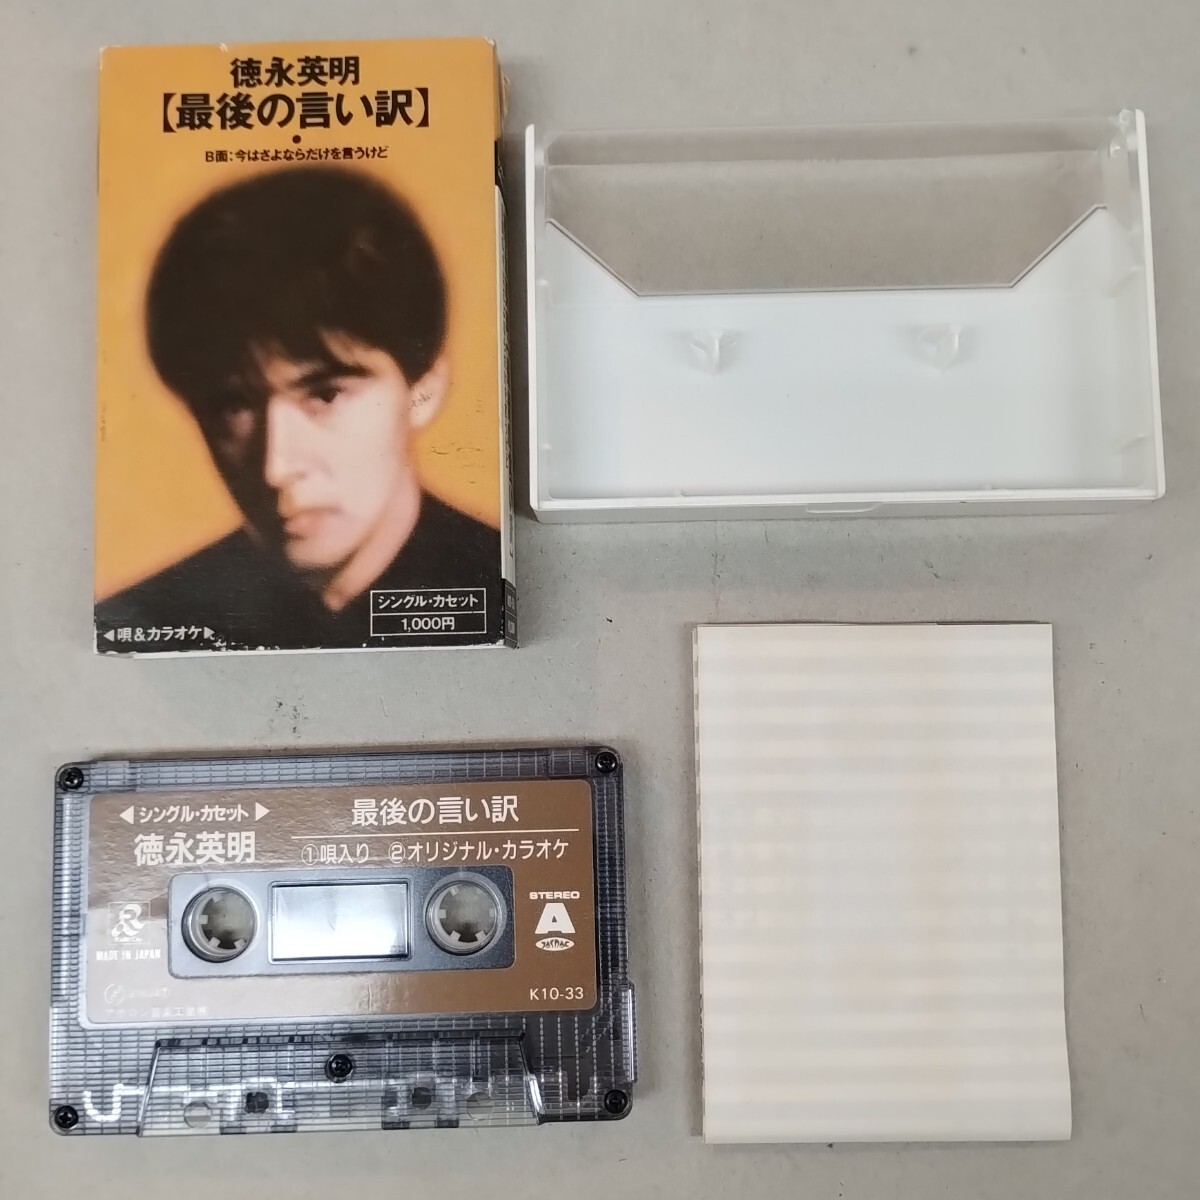 徳永英明
【最後の言い訳】
●
B面:今はさよならだけを言うけど
シングル・カセット
1,000円
◀唄&カラオケ▶
◀シングル・カセット▶
徳永英明
最後の言い訳
①唄入り ②オリジナル・カラオケ
STEREO
A
JASRAC
MADE IN JAPAN
K10-33